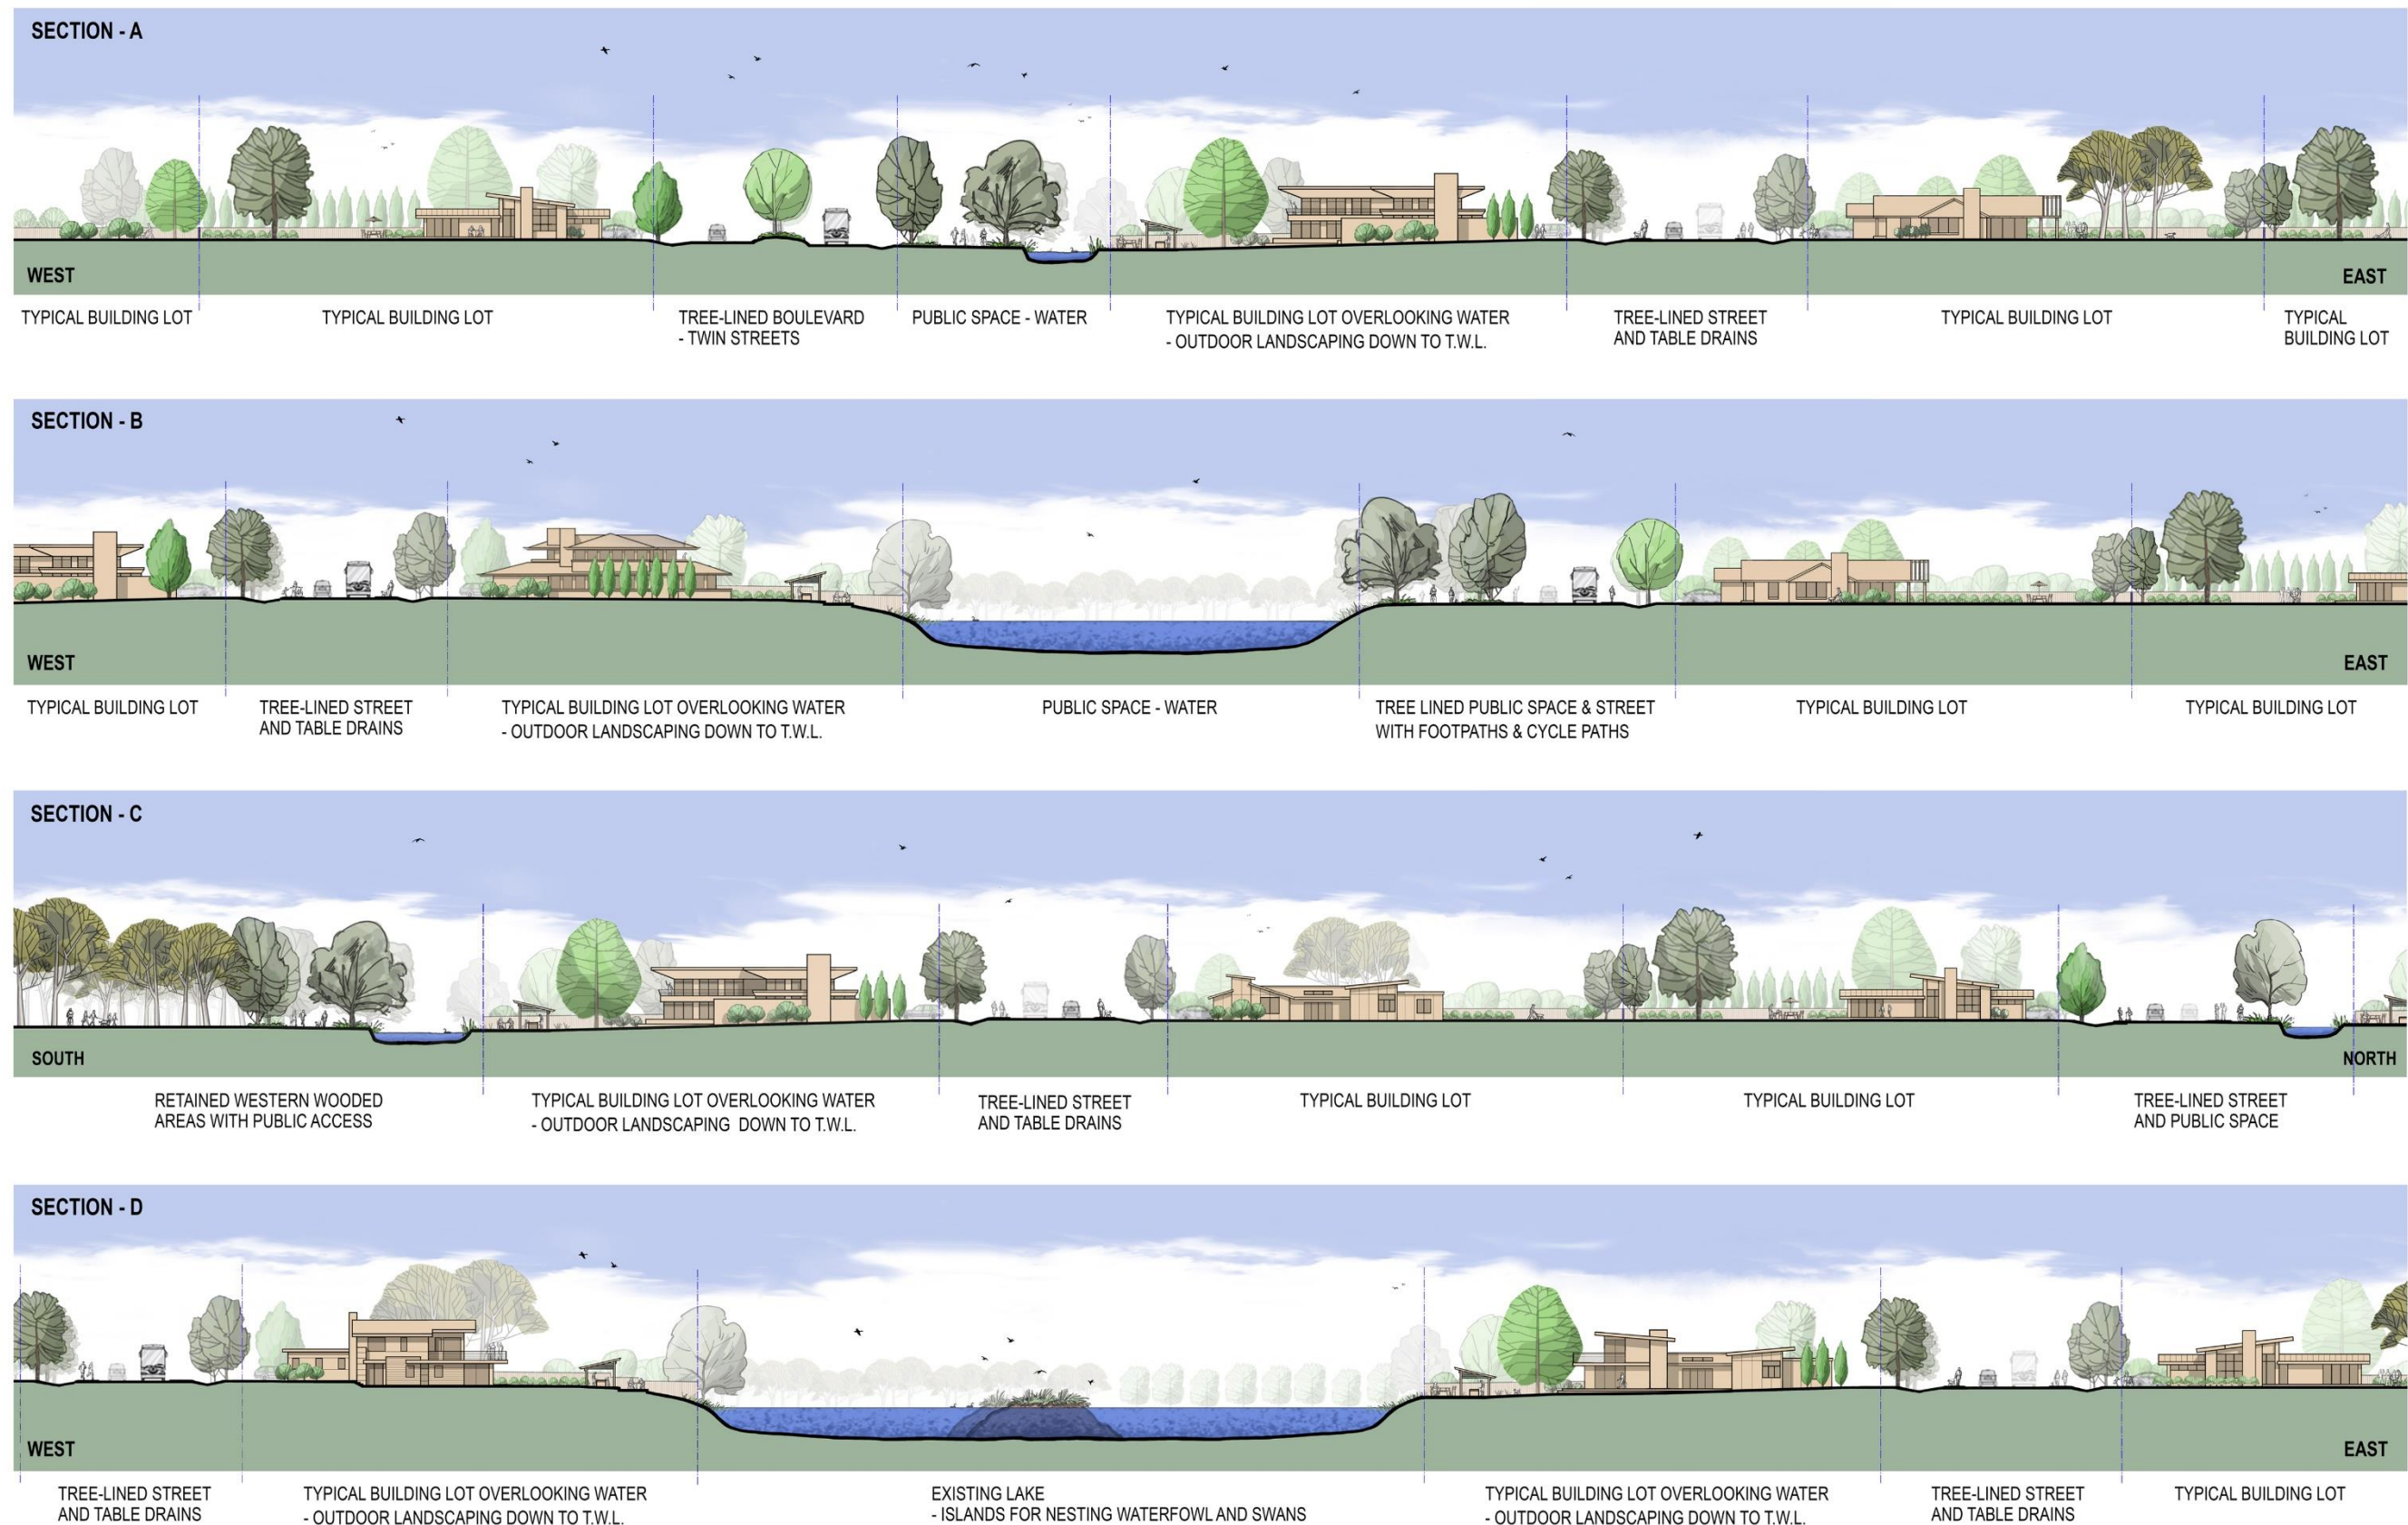 SECTION - A
WEST
EAST
TYPICAL BUILDING LOT
TYPICAL BUILDING LOT
TREE-LINED BOULEVARD
- TWIN STREETS
PUBLIC SPACE - WATER
TYPICAL BUILDING LOT OVERLOOKING WATER
- OUTDOOR LANDSCAPING DOWN TO T.W.L.
TREE-LINED STREET
AND TABLE DRAINS
TYPICAL BUILDING LOT
TYPICAL
BUILDING LOT
SECTION - B
WEST
EAST
TYPICAL BUILDING LOT
TREE-LINED STREET
AND TABLE DRAINS
TYPICAL BUILDING LOT OVERLOOKING WATER
- OUTDOOR LANDSCAPING DOWN TO T.W.L.
PUBLIC SPACE - WATER
TREE LINED PUBLIC SPACE & STREET
WITH FOOTPATHS & CYCLE PATHS
TYPICAL BUILDING LOT
TYPICAL BUILDING LOT
SECTION - C
SOUTH
NORTH
RETAINED WESTERN WOODED
AREAS WITH PUBLIC ACCESS
TYPICAL BUILDING LOT OVERLOOKING WATER
- OUTDOOR LANDSCAPING DOWN TO T.W.L.
TREE-LINED STREET
AND TABLE DRAINS
TYPICAL BUILDING LOT
TYPICAL BUILDING LOT
TREE-LINED STREET
AND PUBLIC SPACE
SECTION - D
WEST
EAST
TREE-LINED STREET
AND TABLE DRAINS
TYPICAL BUILDING LOT OVERLOOKING WATER
- OUTDOOR LANDSCAPING DOWN TO T.W.L.
EXISTING LAKE
- ISLANDS FOR NESTING WATERFOWL AND SWANS
TYPICAL BUILDING LOT OVERLOOKING WATER
- OUTDOOR LANDSCAPING DOWN TO T.W.L.
TREE-LINED STREET
AND TABLE DRAINS
TYPICAL BUILDING LOT